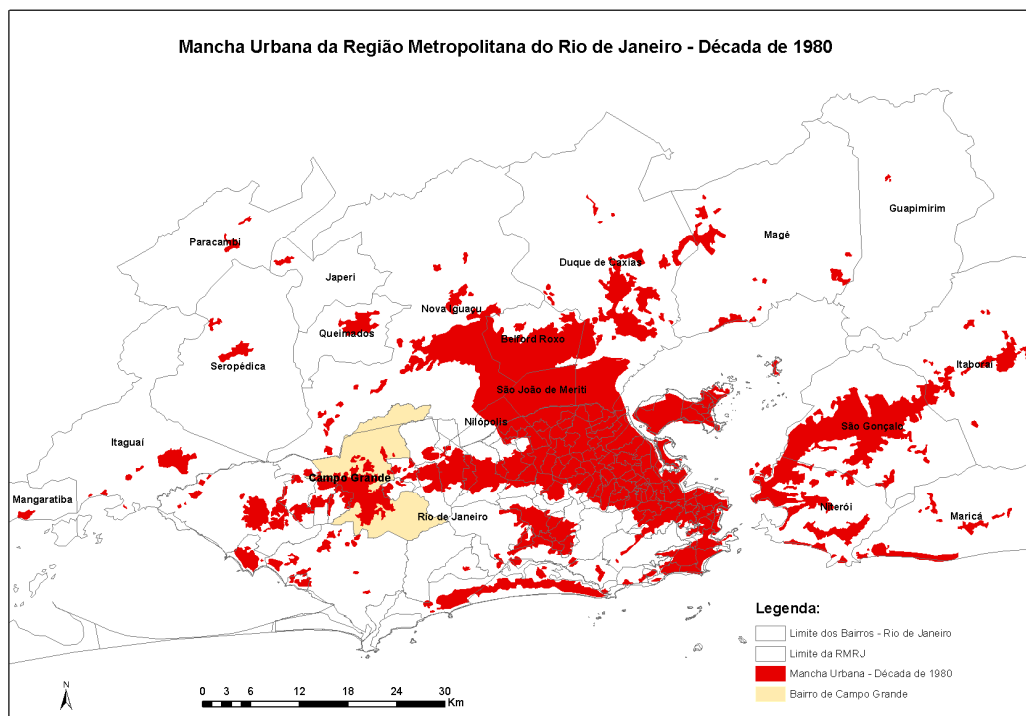 Mancha Urbana da Região Metropolitana do Rio de Janeiro - Década de 1980
Guapimirim
Magé
Paracambi
Duque de Caxias
Japeri
Nova Iguaçu
Queimados
Belford Roxo
Seropédica
Itaboraí
São João de Meriti
Nilópolis
São Gonçalo
Itaguaí
Campo Grande
Mangaratiba
Niterói
Rio de Janeiro
Maricá
Legenda:
Limite dos Bairros - Rio de Janeiro
Limite da RMRJ
Mancha Urbana - Década de 1980
Bairro de Campo Grande
N
0 3 6 12 18 24 30
Km